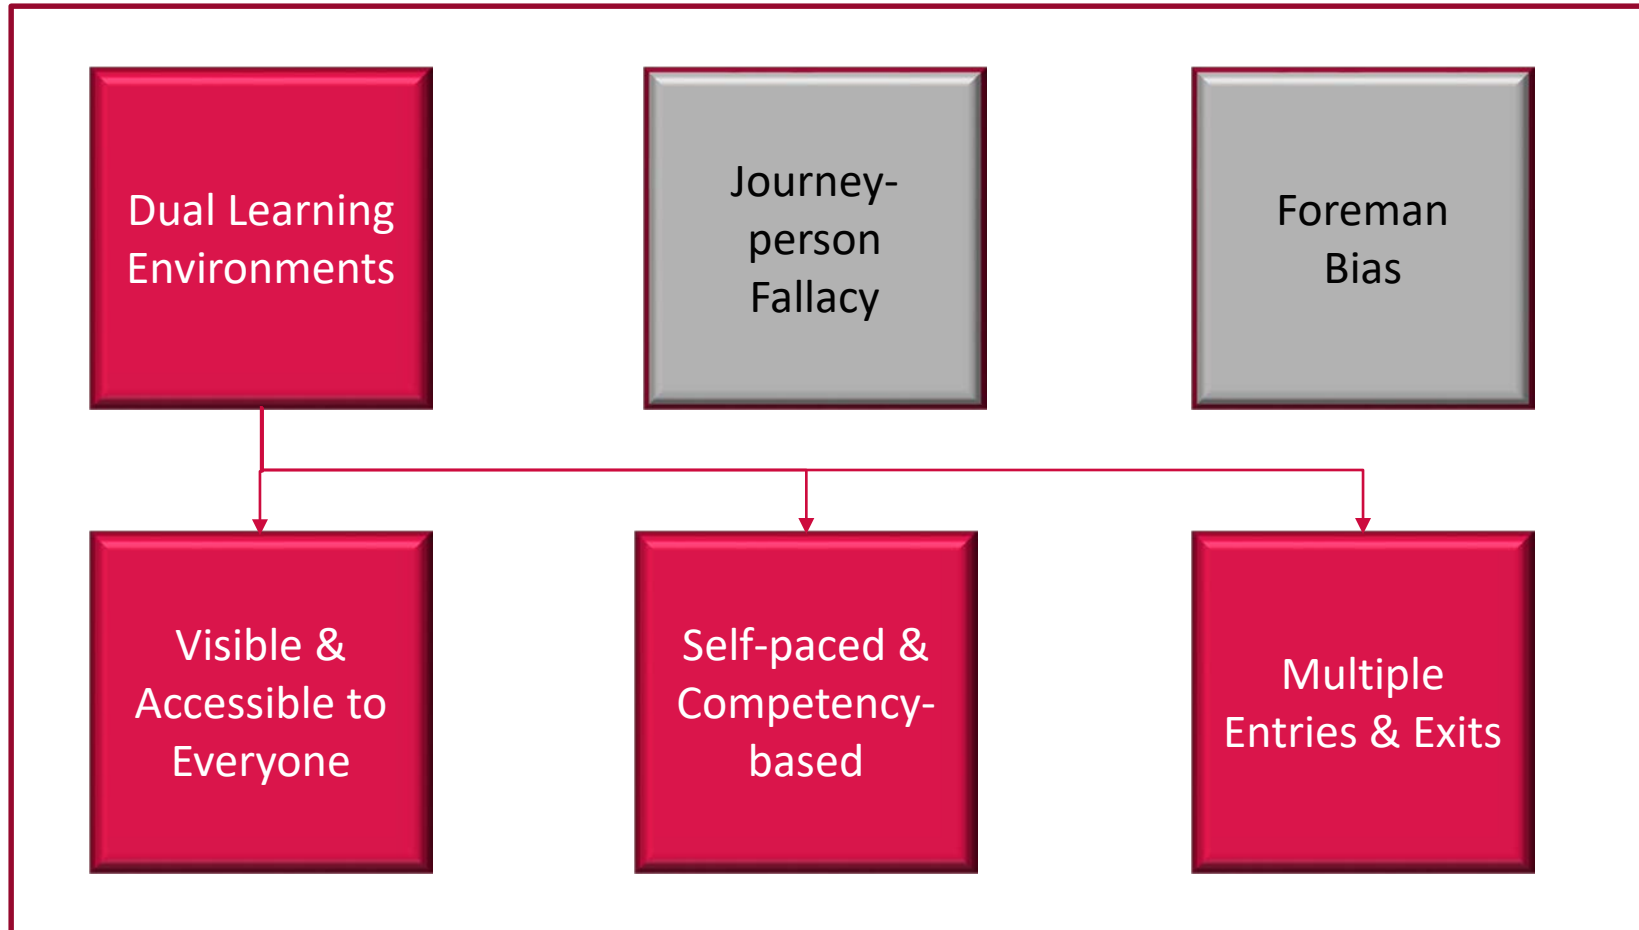 Dual Learning
Environments
Journey-
person
Fallacy
Foreman
Bias
Visible &
Accessible to
Everyone
Self-paced &
Competency-
based
Multiple
Entries & Exits